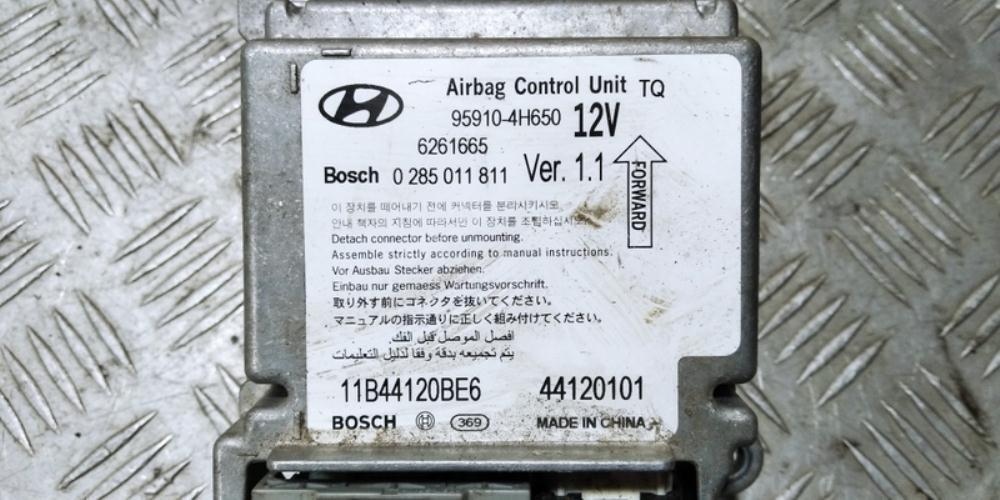 Airbag Control Unit TQ
95910-4H650 12V
6261665
Bosch 0 285 011 811 Ver. 1.1
FORWARD
이 장치를 떼어내기 전에 커넥터를 분리시키시오.
안내 책자의 지침에 따라서만 이 장치를 조립하십시오.
Detach connector before unmounting.
Assemble strictly according to manual instructions.
Vor Ausbau Stecker abziehen.
Einbau nur gemaess Wartungsvorschrift.
取り外す前にコネクタを抜いてください。
マニュアルの指示通りに正しく組み付けてください。
افصل الموصل قبل الفك.
يتم تجميعه بدقة وفقا لدليل التعليمات
11B44120BE6 44120101
BOSCH 369 MADE IN CHINA